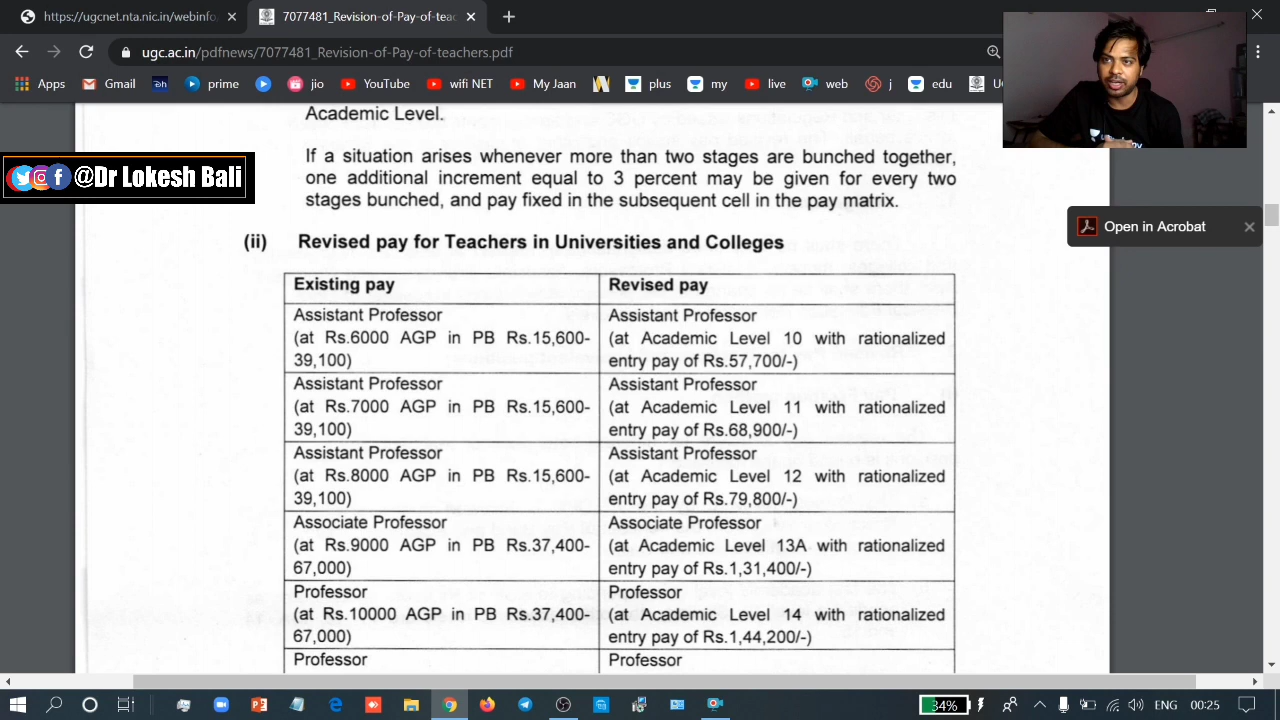 https://ugcnet.nta.nic.in/webinfo
7077481_Revision-of-Pay-of-teac
ugc.ac.in/pdfnews/7077481_Revision-of-Pay-of-teachers.pdf
Apps Gmail prime jio YouTube wifi NET My Jaan plus my live web j edu
Academic Level.
If a situation arises whenever more than two stages are bunched together,
one additional increment equal to 3 percent may be given for every two
stages bunched, and pay fixed in the subsequent cell in the pay matrix.
@Dr Lokesh Bali
Open in Acrobat
(ii) Revised pay for Teachers in Universities and Colleges
Existing pay Revised pay
Assistant Professor Assistant Professor
(at Rs.6000 AGP in PB Rs.15,600- (at Academic Level 10 with rationalized
39,100) entry pay of Rs.57,700/-)
Assistant Professor Assistant Professor
(at Rs.7000 AGP in PB Rs.15,600- (at Academic Level 11 with rationalized
39,100) entry pay of Rs.68,900/-)
Assistant Professor Assistant Professor
(at Rs.8000 AGP in PB Rs.15,600- (at Academic Level 12 with rationalized
39,100) entry pay of Rs.79,800/-)
Associate Professor Associate Professor
(at Rs.9000 AGP in PB Rs.37,400- (at Academic Level 13A with rationalized
67,000) entry pay of Rs.1,31,400/-)
Professor Professor
(at Rs.10000 AGP in PB Rs.37,400- (at Academic Level 14 with rationalized
67,000) entry pay of Rs.1,44,200/-)
Professor Professor
34% ENG 00:25